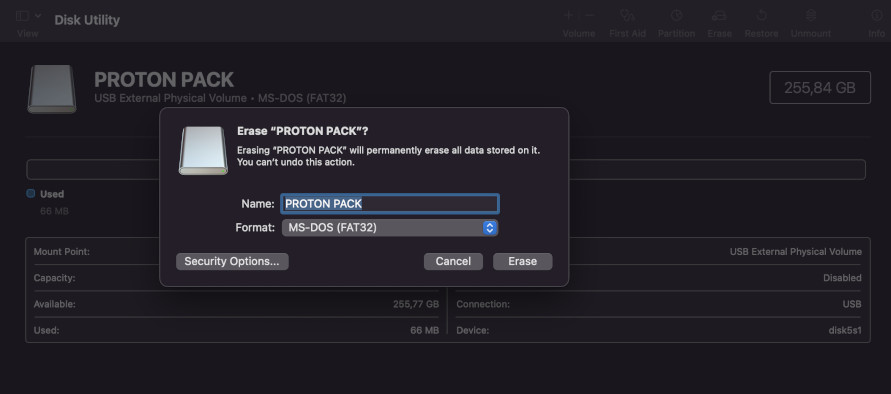 Disk Utility
View
Volume
First Aid
Partition
Erase
Restore
Unmount
Info
PROTON PACK
USB External Physical Volume • MS-DOS (FAT32)
255,84 GB
Erase “PROTON PACK”?
Erasing “PROTON PACK” will permanently erase all data stored on it.
You can’t undo this action.
Name: PROTON PACK
Format: MS-DOS (FAT32)
Security Options...
Cancel
Erase
Used
66 MB
Mount Point:
USB External Physical Volume
Capacity:
Disabled
Available: 255,77 GB
Connection: USB
Used: 66 MB
Device: disk5s1